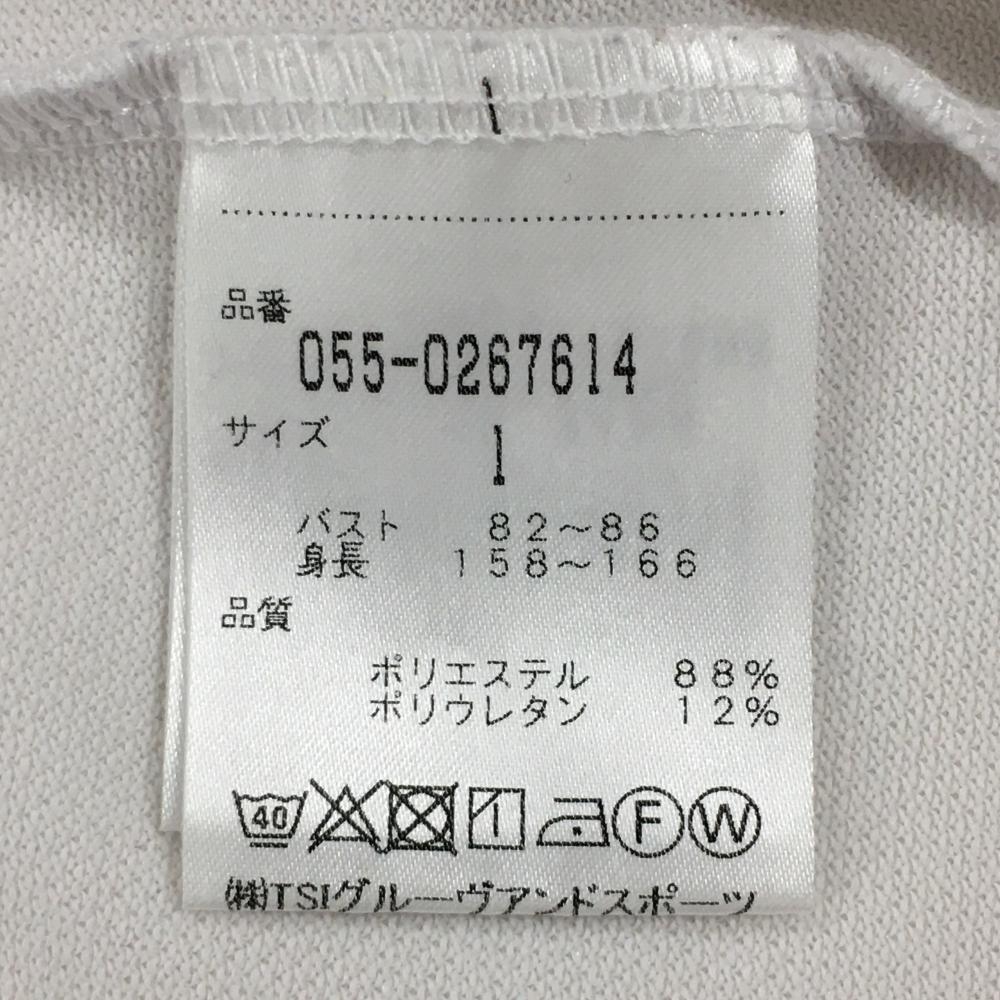 品番
055-0267614
サイズ
1
バスト 82〜86
身長 158〜166
品質
ポリエステル 88%
ポリウレタン 12%
40 F W
(株)TSIグルーヴアンドスポーツ